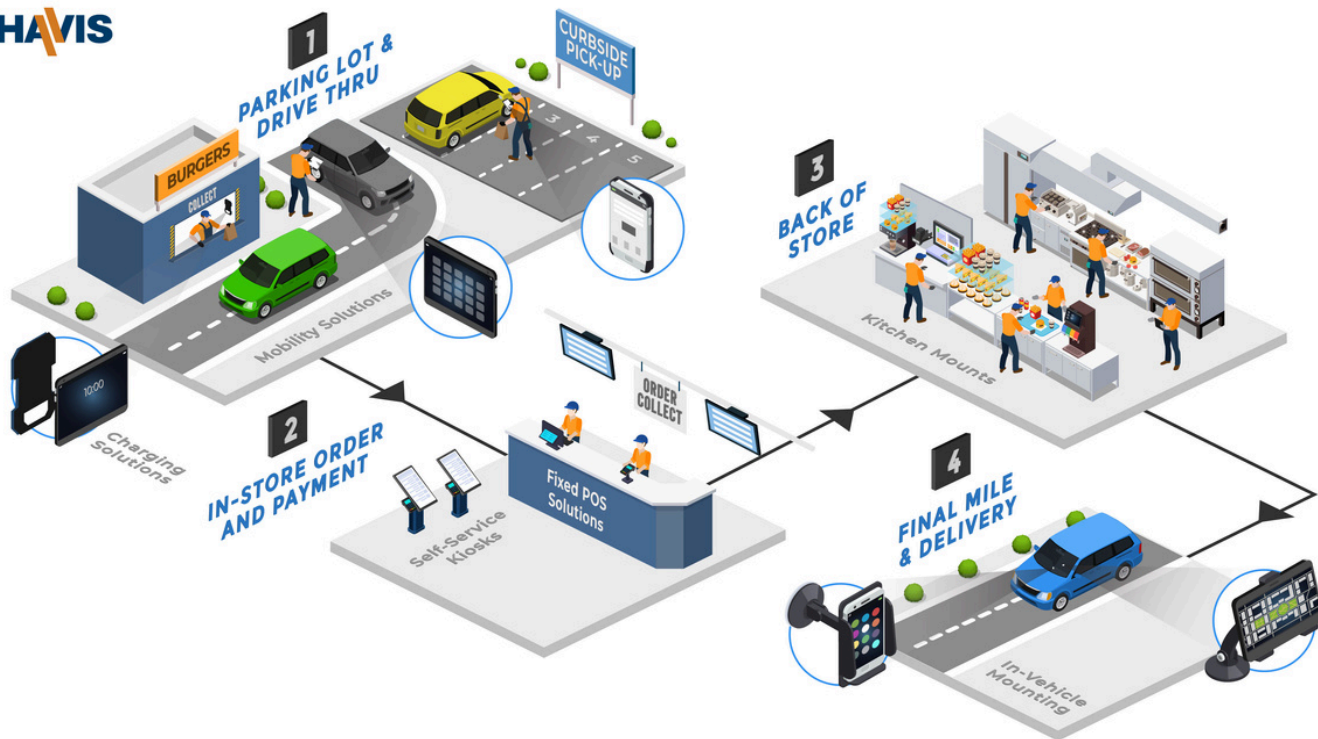 HAVIS
1
PARKING LOT &
DRIVE THRU
CURBSIDE
PICK-UP
3
4
5
BURGERS
COLLECT
Mobility Solutions
10:00
Charging
Solutions
2
IN-STORE ORDER
AND PAYMENT
ORDER
COLLECT
Fixed POS
Solutions
Self-Service
Kiosks
3
BACK OF
STORE
Kitchen Mounts
4
FINAL MILE
& DELIVERY
In-Vehicle
Mounting